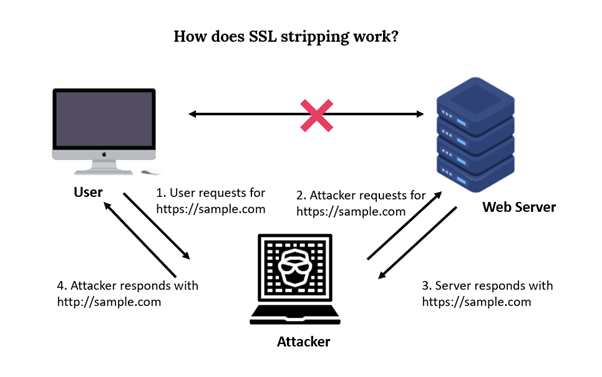 How does SSL stripping work?
User
1. User requests for
https://sample.com
2. Attacker requests for
https://sample.com
Web Server
4. Attacker responds with
http://sample.com
3. Server responds with
https://sample.com
Attacker